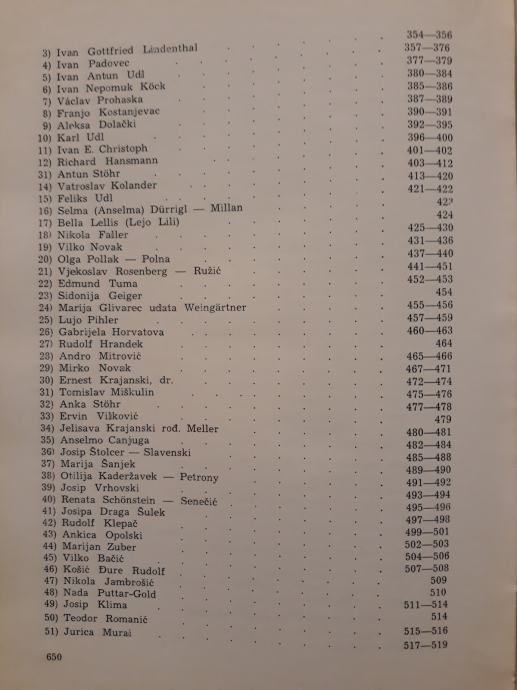 3) Ivan Gottfried Lindenthal . . . . . 354—356
4) Ivan Padovec . . . . . . 357—376
5) Ivan Antun Udl . . . . . . 377—379
6) Ivan Nepomuk Köck . . . . . 380—384
7) Václav Prohaska . . . . . . 385—386
8) Franjo Kostanjevac . . . . . 387—389
9) Aleksa Dolački . . . . . . 390—391
10) Karl Udl . . . . . . 392—395
11) Ivan E. Christoph . . . . . . 396—400
12) Richard Hansmann . . . . . 401—402
31) Antun Stöhr . . . . . . 403—412
14) Vatroslav Kolander . . . . . 413—420
15) Feliks Udl . . . . . . 421—422
16) Selma (Anselma) Dürrigl — Millan . . . . 423
17) Bella Lellis (Lejo Lili) . . . . . 424
18) Nikola Faller . . . . . . 425—430
19) Vilko Novak . . . . . . 431—436
20) Olga Pollak — Polna . . . . . 437—440
21) Vjekoslav Rosenberg — Ružić . . . . 441—451
22) Edmund Tuma . . . . . . 452—453
23) Sidonija Geiger . . . . . . 454
24) Marija Glivarec udata Weingärtner . . . . 455—456
25) Lujo Pihler . . . . . . 457—459
26) Gabrijela Horvatova . . . . . 460—463
27) Rudolf Hrandek . . . . . . 464
28) Andro Mitrović . . . . . . 465—466
29) Mirko Novak . . . . . . 467—471
30) Ernest Krajanski, dr. . . . . . 472—474
31) Tomislav Miškulin . . . . . . 475—476
32) Anka Stöhr . . . . . . 477—478
33) Ervin Vilković . . . . . . 479
34) Jelisava Krajanski rođ. Meller . . . . 480—481
35) Anselmo Canjuga . . . . . . 482—484
36) Josip Štolcer — Slavenski . . . . . 485—488
37) Marija Šanjek . . . . . . 489—490
38) Otilija Kaderžavek — Petrony . . . . 491—492
39) Josip Vrhovski . . . . . . 493—494
40) Renata Schönstein — Senečić . . . . 495—496
41) Josipa Draga Šulek . . . . . 497—498
42) Rudolf Klepač . . . . . . 499—501
43) Ankica Opolski . . . . . . 502—503
44) Marijan Zuber . . . . . . 504—506
45) Vilko Bačić . . . . . . 507—508
46) Košić Đure Rudolf . . . . . 509
47) Nikola Jambrošić . . . . . . 510
48) Nada Puttar-Gold . . . . . . 511—514
49) Josip Klima . . . . . . 514
50) Teodor Romanić . . . . . . 515—516
51) Jurica Murai . . . . . . 517—519
650